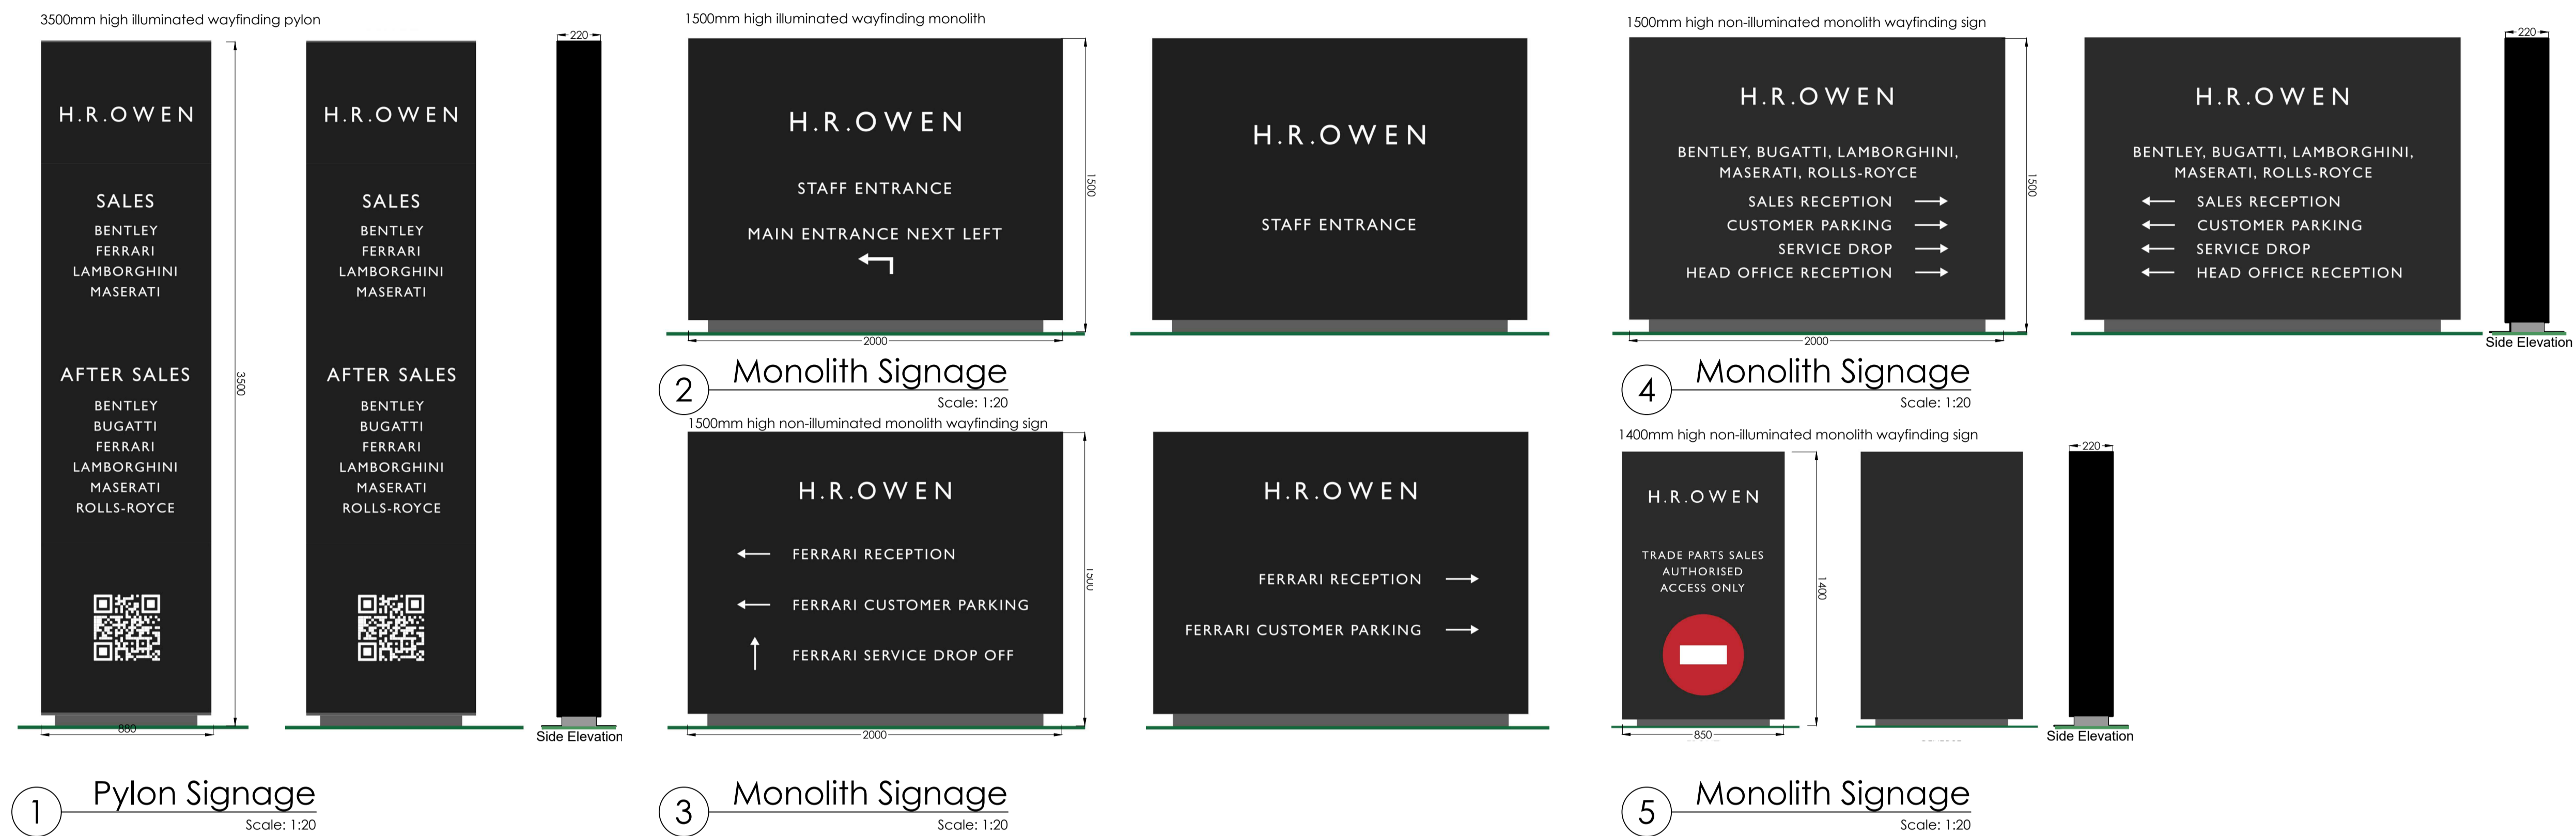 3500mm high illuminated wayfinding pylon
H.R.OWEN
SALES
BENTLEY
FERRARI
LAMBORGHINI
MASERATI
AFTER SALES
BENTLEY
BUGATTI
FERRARI
LAMBORGHINI
MASERATI
ROLLS-ROYCE
880
3500
H.R.OWEN
SALES
BENTLEY
FERRARI
LAMBORGHINI
MASERATI
AFTER SALES
BENTLEY
BUGATTI
FERRARI
LAMBORGHINI
MASERATI
ROLLS-ROYCE
220
Side Elevation
1 Pylon Signage
Scale: 1:20
1500mm high illuminated wayfinding monolith
H.R.OWEN
STAFF ENTRANCE
MAIN ENTRANCE NEXT LEFT
1500
2000
H.R.OWEN
STAFF ENTRANCE
2 Monolith Signage
Scale: 1:20
1500mm high non-illuminated monolith wayfinding sign
H.R.OWEN
← FERRARI RECEPTION
← FERRARI CUSTOMER PARKING
↑ FERRARI SERVICE DROP OFF
1500
2000
H.R.OWEN
FERRARI RECEPTION →
FERRARI CUSTOMER PARKING →
3 Monolith Signage
Scale: 1:20
1500mm high non-illuminated monolith wayfinding sign
H.R.OWEN
BENTLEY, BUGATTI, LAMBORGHINI,
MASERATI, ROLLS-ROYCE
SALES RECEPTION →
CUSTOMER PARKING →
SERVICE DROP →
HEAD OFFICE RECEPTION →
1500
2000
H.R.OWEN
BENTLEY, BUGATTI, LAMBORGHINI,
MASERATI, ROLLS-ROYCE
← SALES RECEPTION
← CUSTOMER PARKING
← SERVICE DROP
← HEAD OFFICE RECEPTION
220
Side Elevation
4 Monolith Signage
Scale: 1:20
1400mm high non-illuminated monolith wayfinding sign
H.R.OWEN
TRADE PARTS SALES
AUTHORISED
ACCESS ONLY
1400
850
220
Side Elevation
5 Monolith Signage
Scale: 1:20